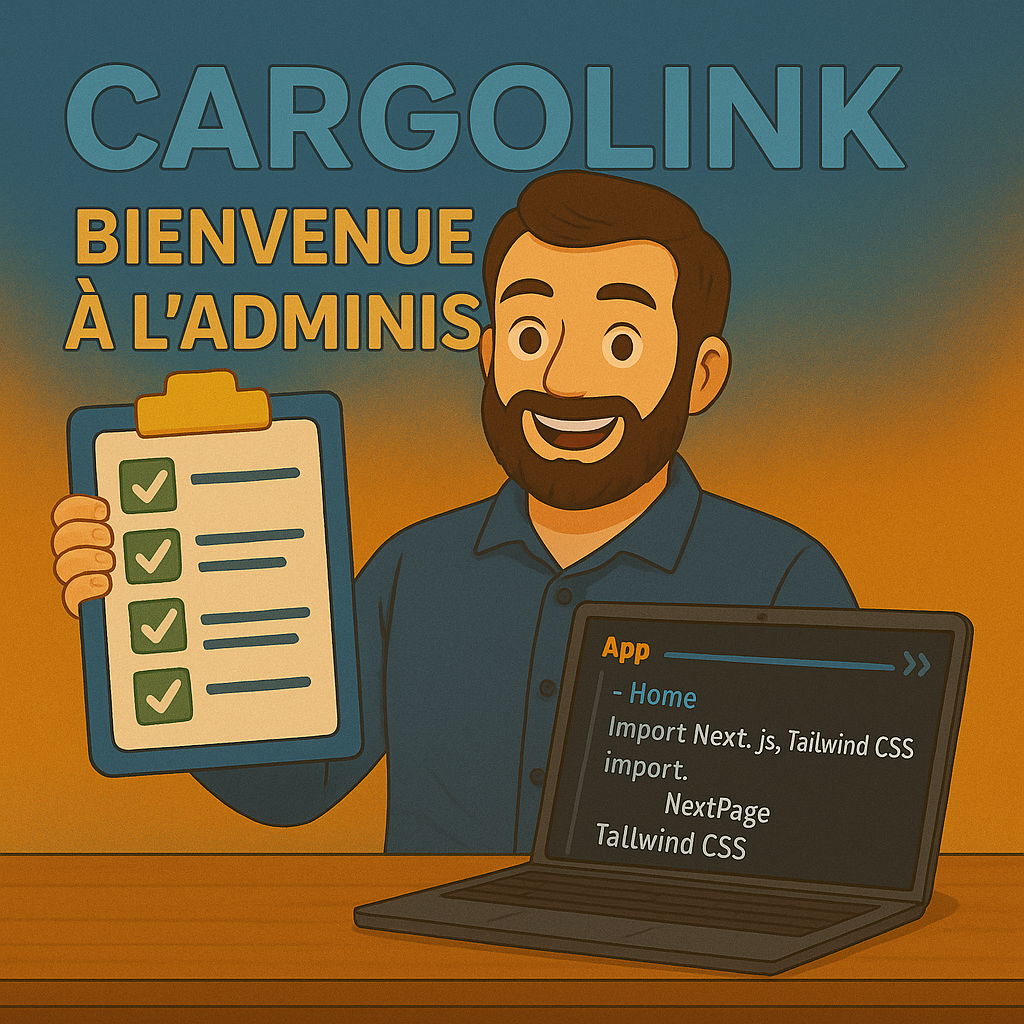 CARGOLINK
BIENVENUE
À L'ADMINIS
App
- Home
Import Next. js, Tailwind CSS
import.
NextPage
Tallwind CSS